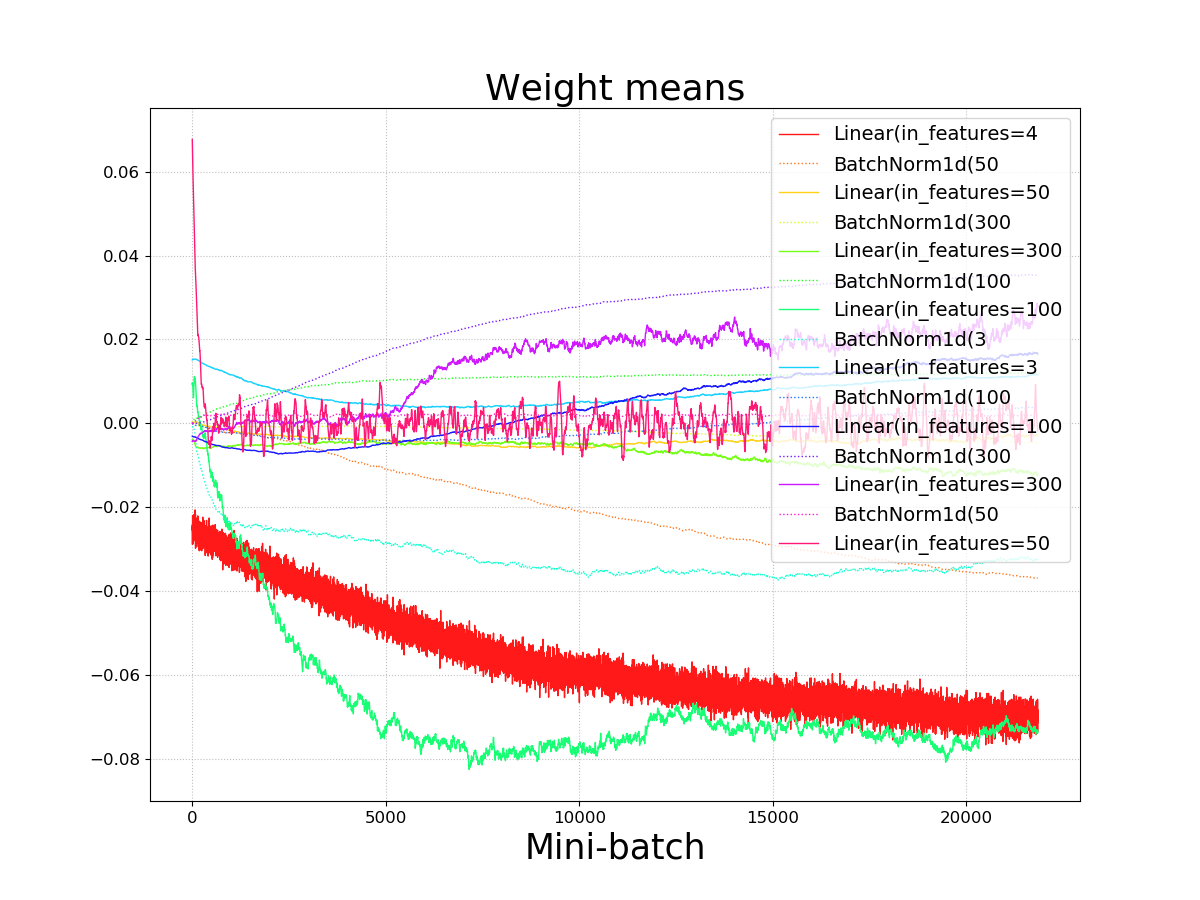 Weight means
0.06
0.04
0.02
0.00
−0.02
−0.04
−0.06
−0.08
Linear(in_features=4
BatchNorm1d(50
Linear(in_features=50
BatchNorm1d(300
Linear(in_features=300
BatchNorm1d(100
Linear(in_features=100
BatchNorm1d(3
Linear(in_features=3
BatchNorm1d(100
Linear(in_features=100
BatchNorm1d(300
Linear(in_features=300
BatchNorm1d(50
Linear(in_features=50
0 5000 10000 15000 20000
Mini-batch